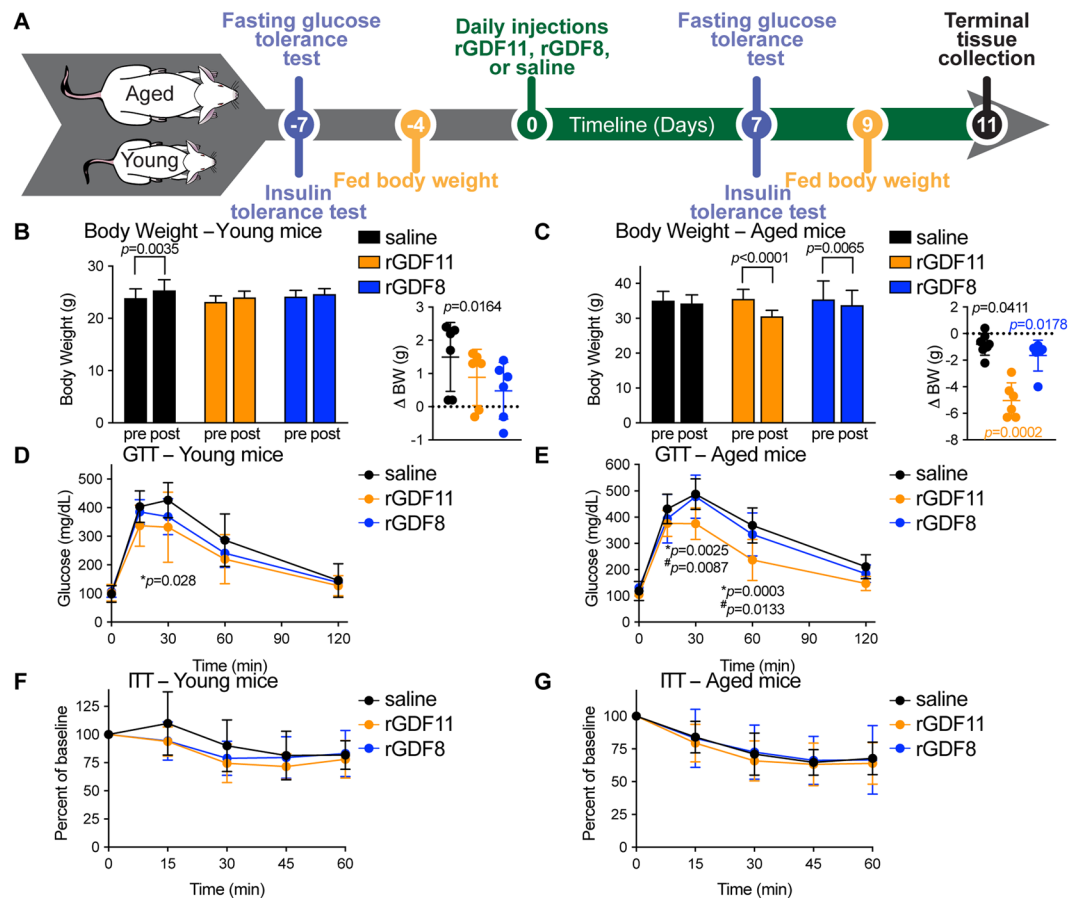 A
Fasting glucose
tolerance
test
Daily injections
rGDF11, rGDF8,
or saline
Fasting glucose
tolerance
test
Terminal
tissue
collection
Aged
Young
-7
-4
0
Timeline (Days)
7
9
11
Insulin
tolerance test
Fed body weight
Insulin
tolerance test
Fed body weight
B
Body Weight – Young mice
p=0.0035
Body Weight (g)
30
20
10
0
pre post
pre post
pre post
saline
rGDF11
rGDF8
p=0.0164
Δ BW (g)
3
2
1
0
-1
C
Body Weight – Aged mice
p<0.0001
p=0.0065
Body Weight (g)
40
30
20
10
0
pre post
pre post
pre post
saline
rGDF11
rGDF8
p=0.0411
p=0.0178
p=0.0002
Δ BW (g)
2
0
-2
-4
-6
-8
D
GTT – Young mice
Glucose (mg/dL)
500
400
300
200
100
0
*p=0.028
0
30
60
90
120
Time (min)
saline
rGDF11
rGDF8
E
GTT – Aged mice
Glucose (mg/dL)
600
500
400
300
200
100
0
*p=0.0025
#p=0.0087
*p=0.0003
#p=0.0133
0
30
60
90
120
Time (min)
saline
rGDF11
rGDF8
F
ITT – Young mice
Percent of baseline
125
100
75
50
25
0
0
15
30
45
60
Time (min)
saline
rGDF11
rGDF8
G
ITT – Aged mice
Percent of baseline
100
75
50
25
0
0
15
30
45
60
Time (min)
saline
rGDF11
rGDF8